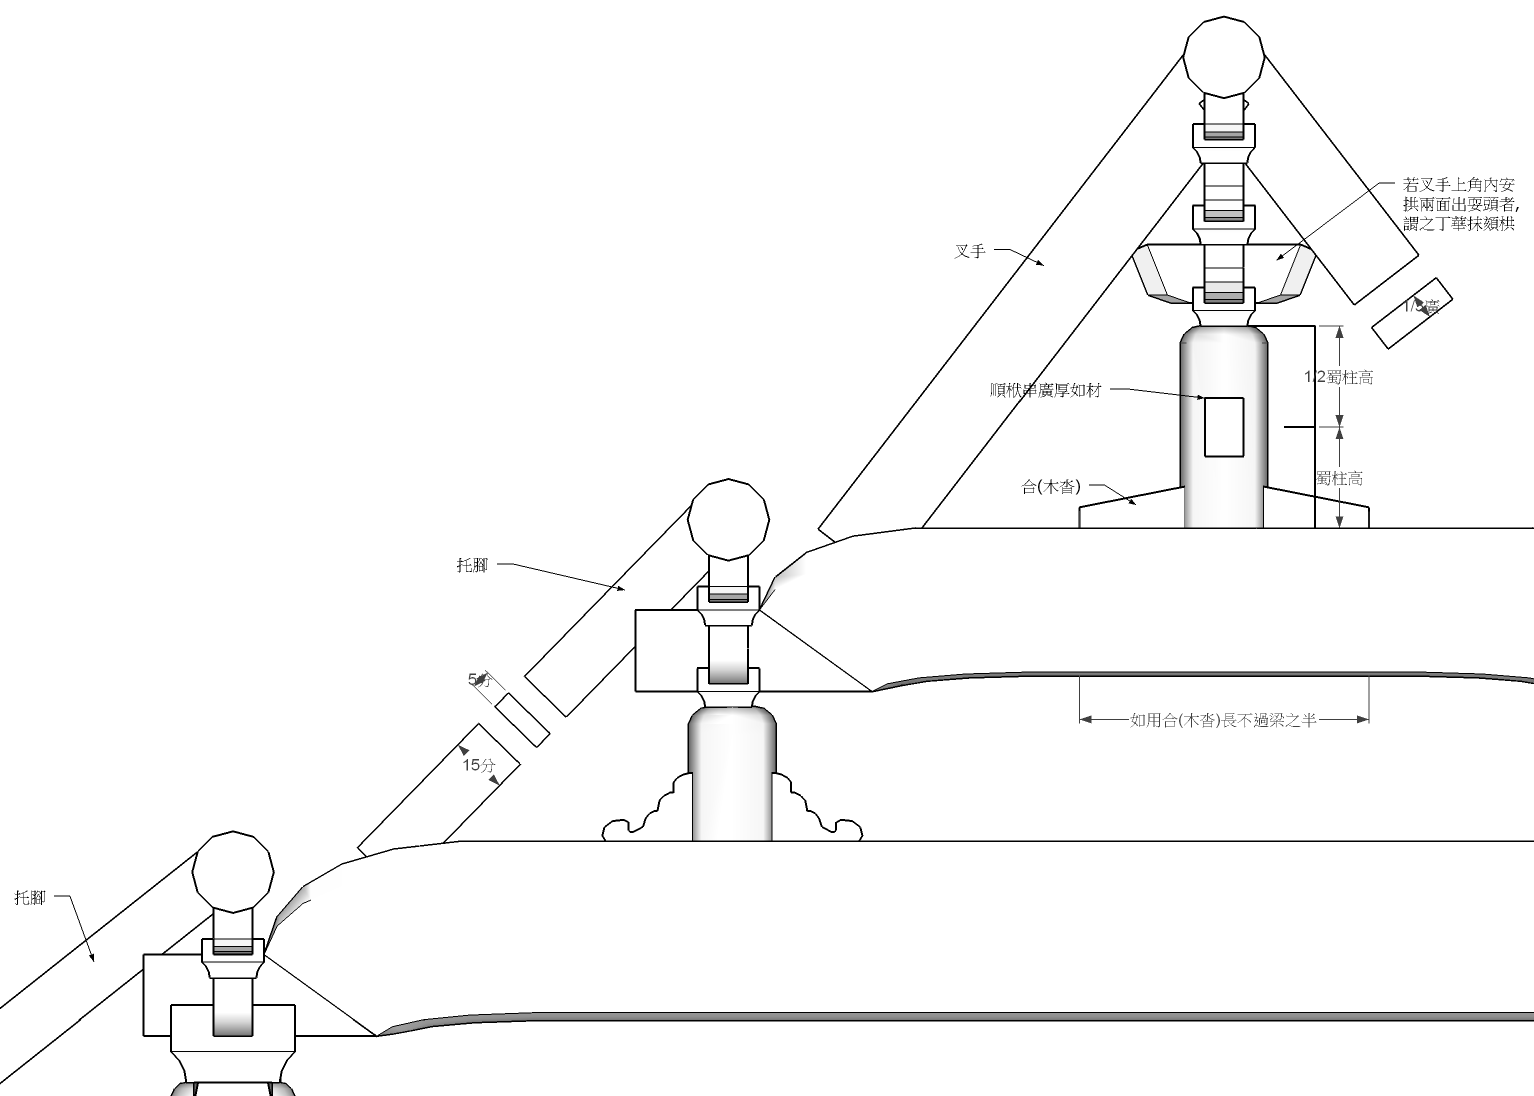 若叉手上角內安
拱兩面出耍頭者,
謂之丁華抹頦栱
叉手
1/3廣
1/2蜀柱高
順栿串廣厚如材
蜀柱高
合(木沓)
托腳
5分
如用合(木沓)長不過梁之半
15分
托腳